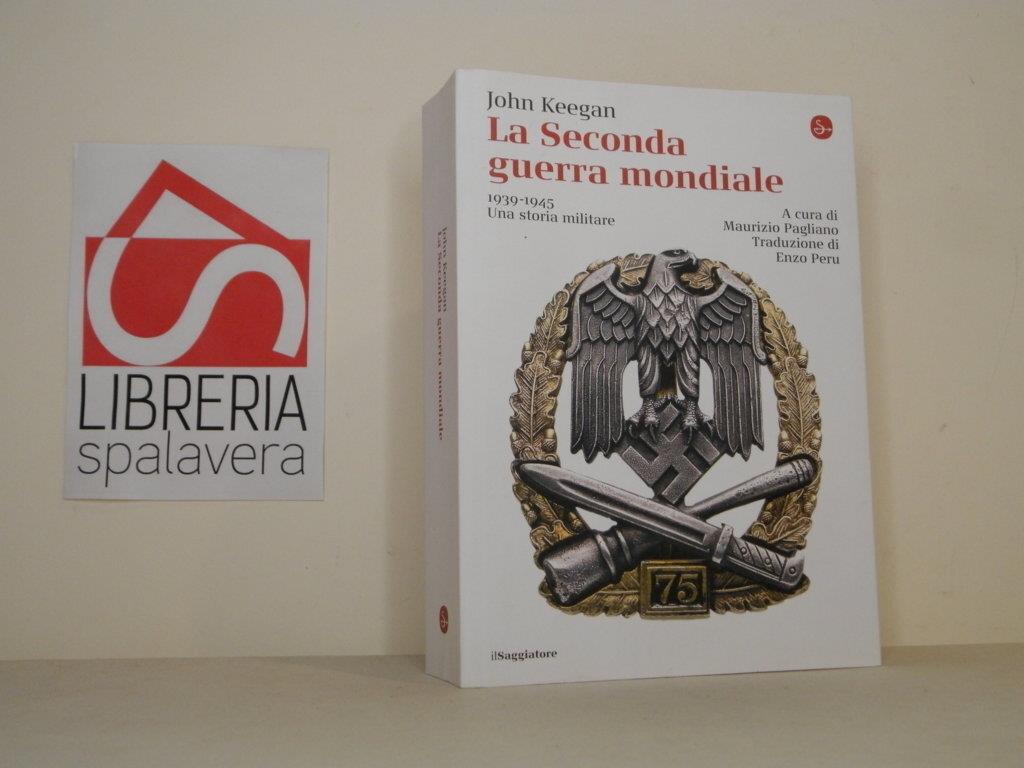 LIBRERIA
spalavera
John Keegan
La Seconda guerra mondiale
John Keegan
La Seconda
guerra mondiale
1939-1945
Una storia militare
A cura di
Maurizio Pagliano
Traduzione di
Enzo Peru
75
ilSaggiatore